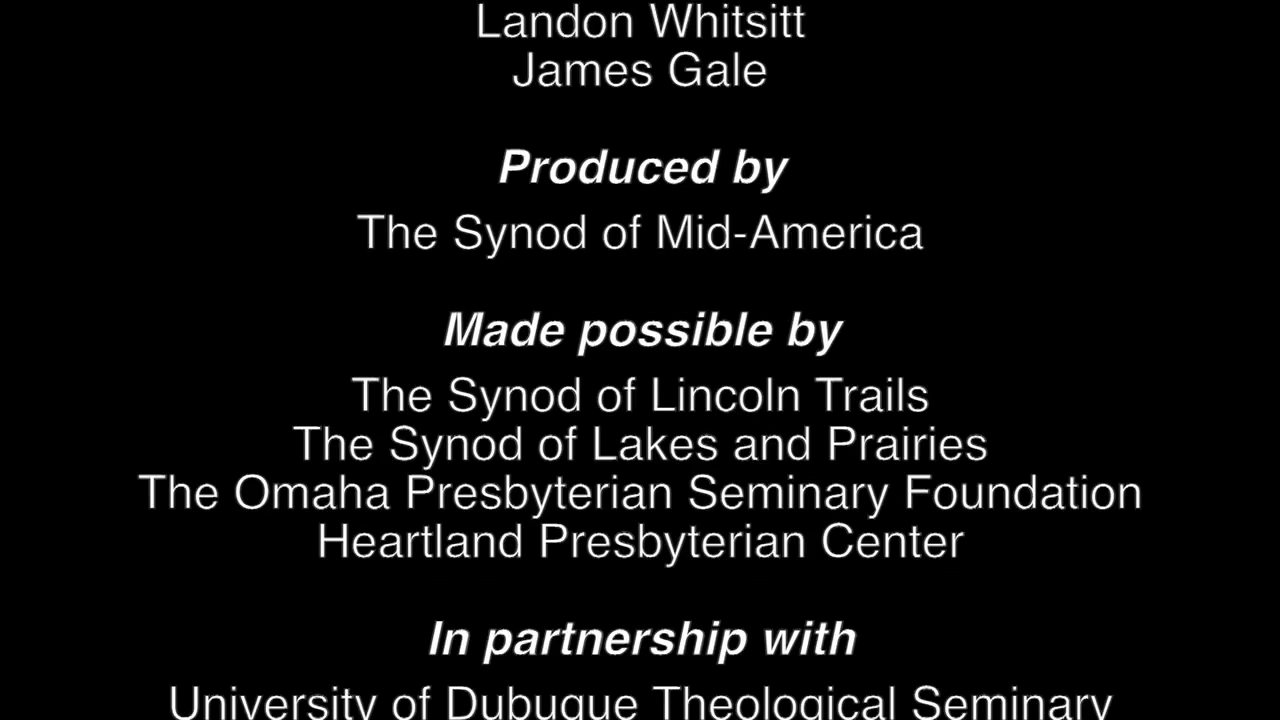 Landon Whitsitt
James Gale
Produced by
The Synod of Mid-America
Made possible by
The Synod of Lincoln Trails
The Synod of Lakes and Prairies
The Omaha Presbyterian Seminary Foundation
Heartland Presbyterian Center
In partnership with
University of Dubuque Theological Seminary